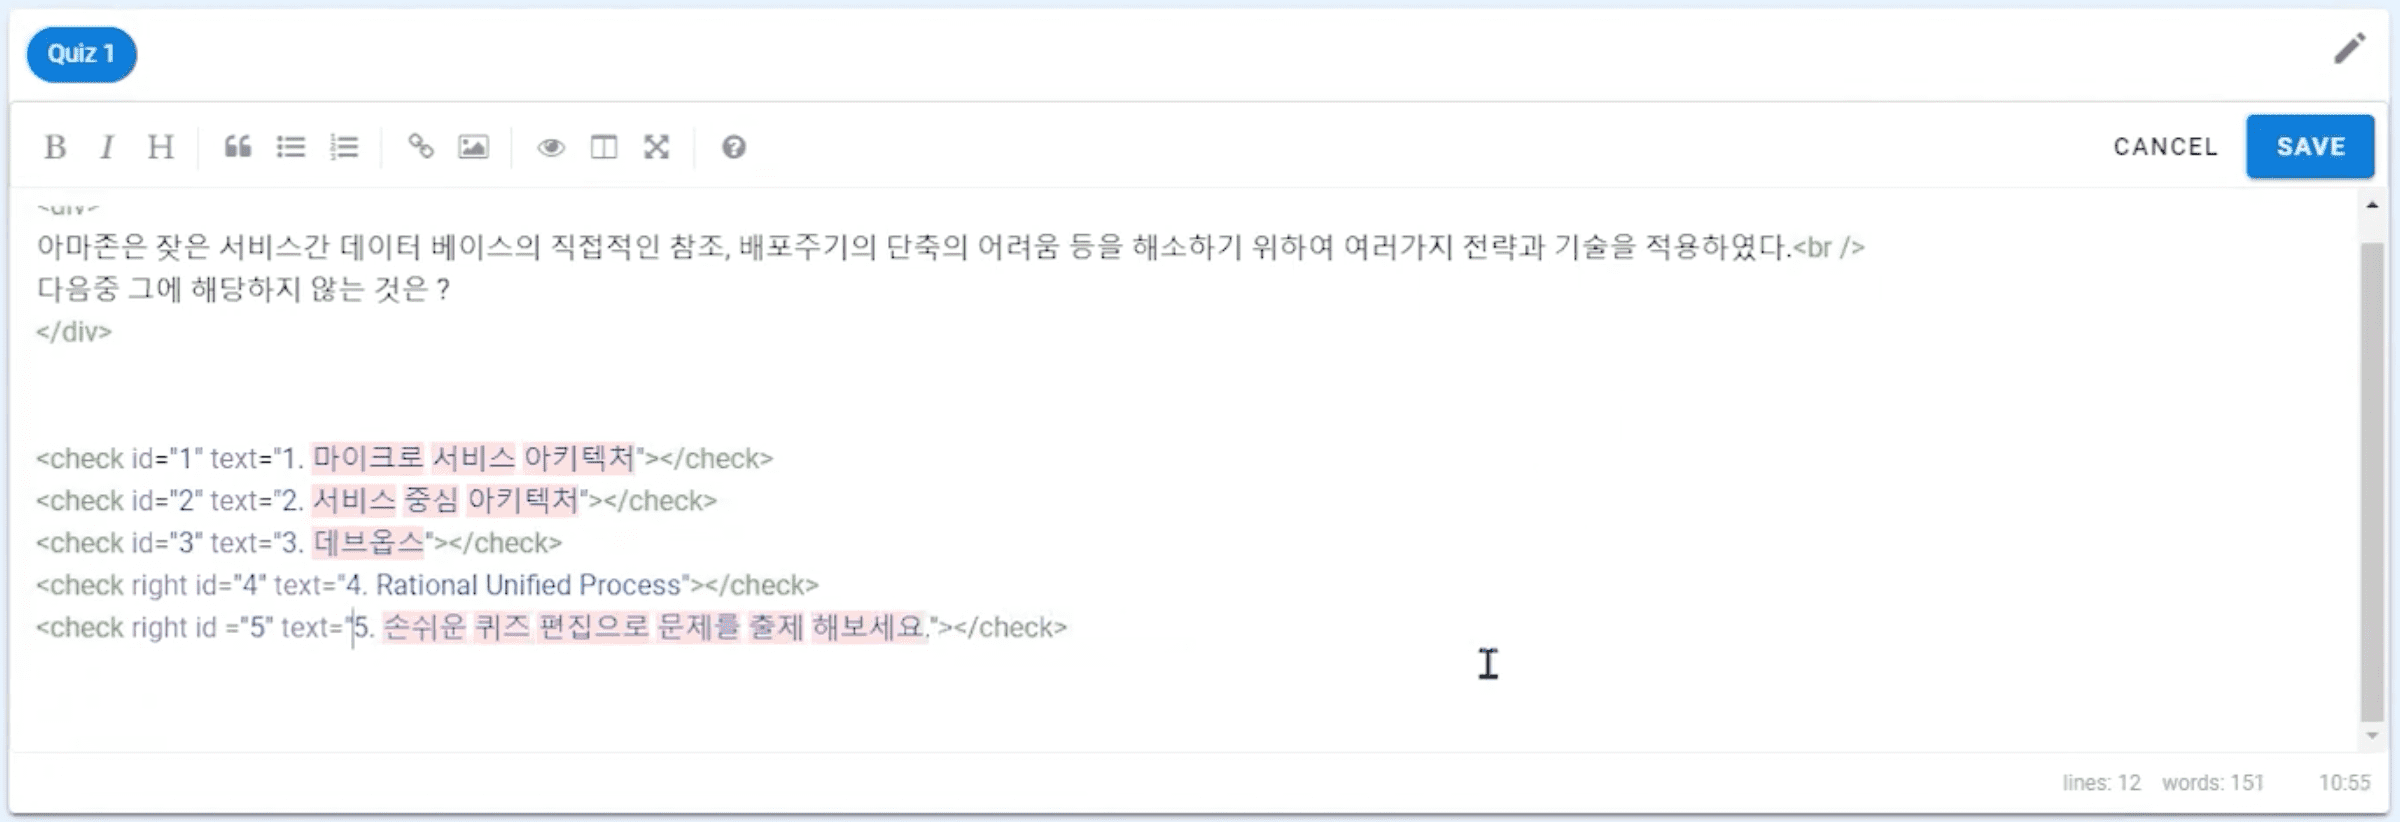 Quiz 1
B I H
CANCEL SAVE
<div>
아마존은 잦은 서비스간 데이터 베이스의 직접적인 참조, 배포주기의 단축의 어려움 등을 해소하기 위하여 여러가지 전략과 기술을 적용하였다.<br />
다음중 그에 해당하지 않는 것은 ?
</div>
<check id="1" text="1. 마이크로 서비스 아키텍처"></check>
<check id="2" text="2. 서비스 중심 아키텍처"></check>
<check id="3" text="3. 데브옵스"></check>
<check right id="4" text="4. Rational Unified Process"></check>
<check right id ="5" text="5. 손쉬운 퀴즈 편집으로 문제를 출제 해보세요."></check>
lines: 12 words: 151 10:55